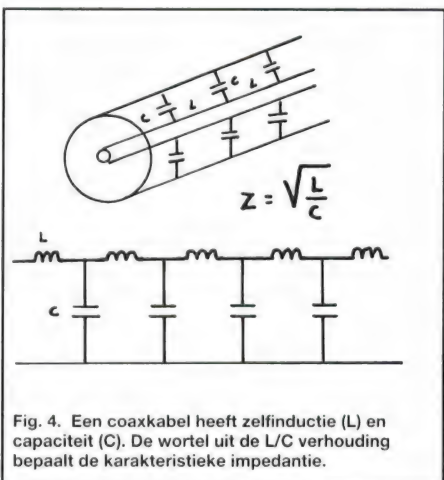 C L C L
Z = √L/C
L
C
Fig. 4. Een coaxkabel heeft zelfinductie (L) en
capaciteit (C). De wortel uit de L/C verhouding
bepaalt de karakteristieke impedantie.